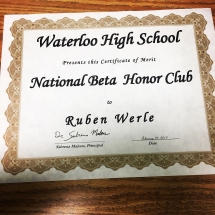 Waterloo High School
Presents this Certificate of Merit
National Beta Honor Club
to
Ruben Werle
Principal
Date